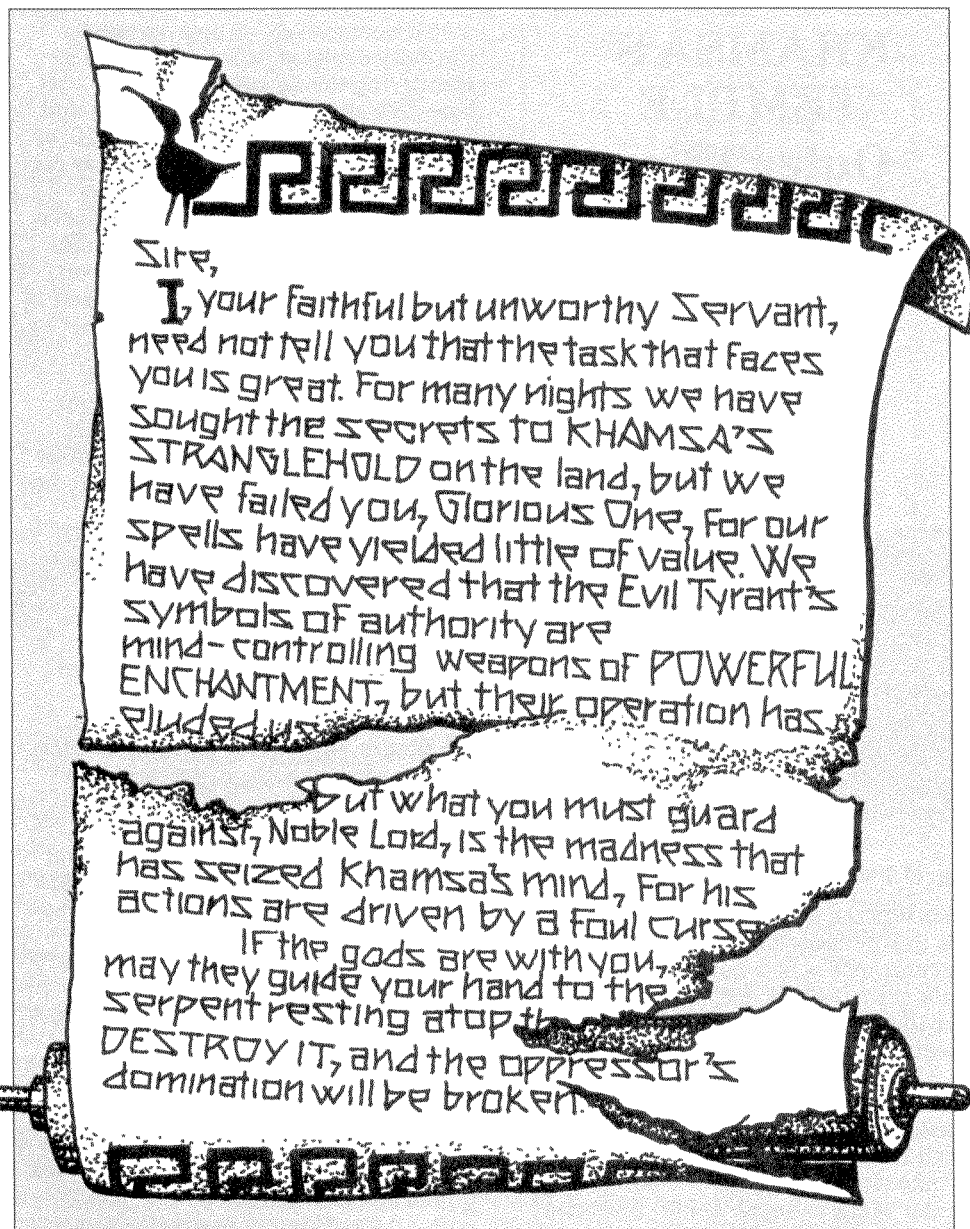 Sire,
I, your faithful but unworthy Servant,
need not tell you that the task that faces
you is great. For many nights we have
sought the secrets to KHAMSA'S
STRANGLEHOLD on the land, but we
have failed you, Glorious One, For our
spells have yielded little of value. We
have discovered that the Evil Tyrant's
symbols of authority are
mind-controlling weapons of POWERFUL
ENCHANTMENT, but their operation has
eluded us
But what you must guard
against, Noble Lord, is the madness that
has seized Khamsa's mind, For his
actions are driven by a foul curse
If the gods are with you,
may they guide your hand to the
serpent resting atop
DESTROY IT, and the oppressor's
domination will be broken.